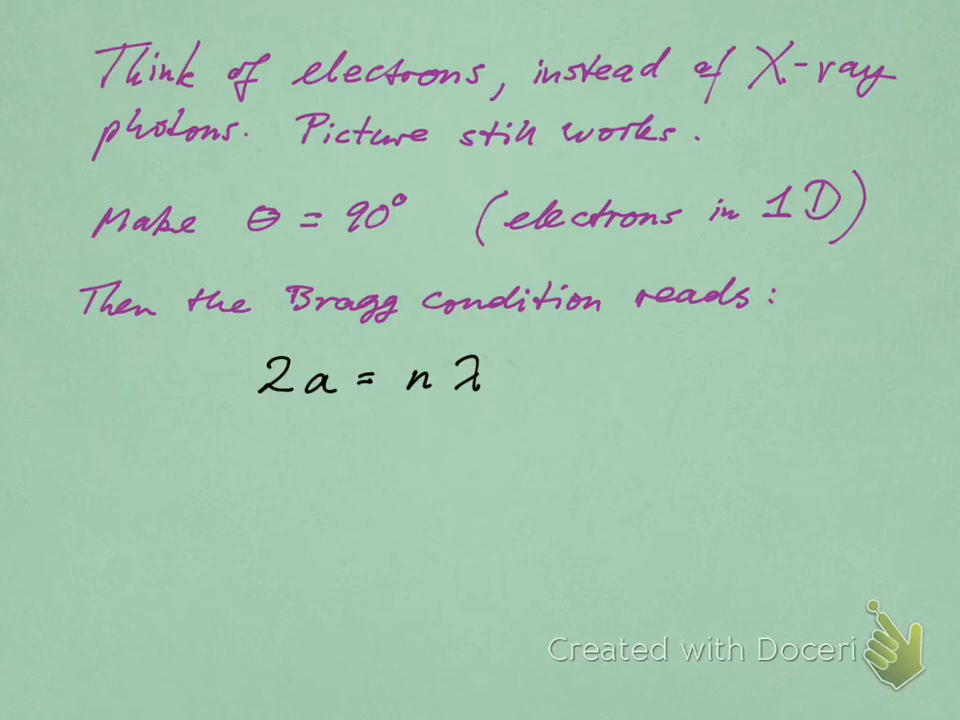 Think of electrons, instead of X-ray
photons. Picture still works.
Make θ = 90° (electrons in 1D)
Then the Bragg condition reads:
2a = n λ
Created with Doceri